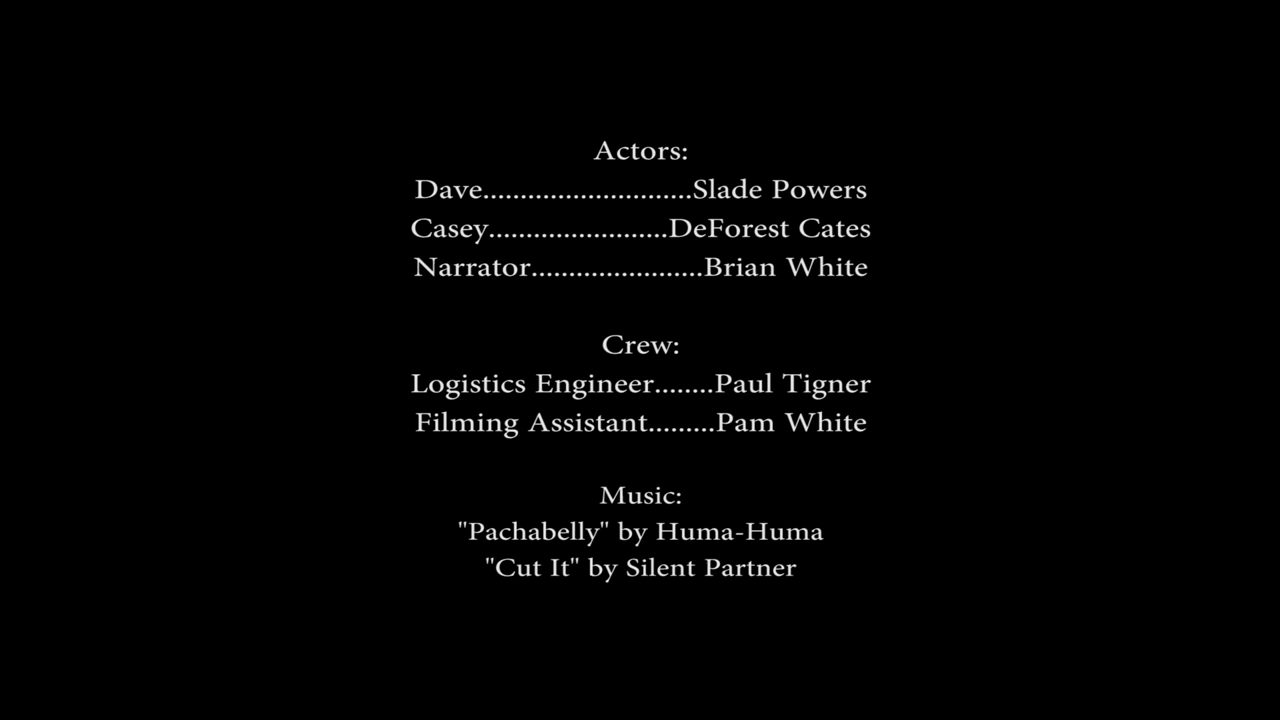 Actors:
Dave............................Slade Powers
Casey........................DeForest Cates
Narrator.......................Brian White
Crew:
Logistics Engineer........Paul Tigner
Filming Assistant.........Pam White
Music:
"Pachabelly" by Huma-Huma
"Cut It" by Silent Partner